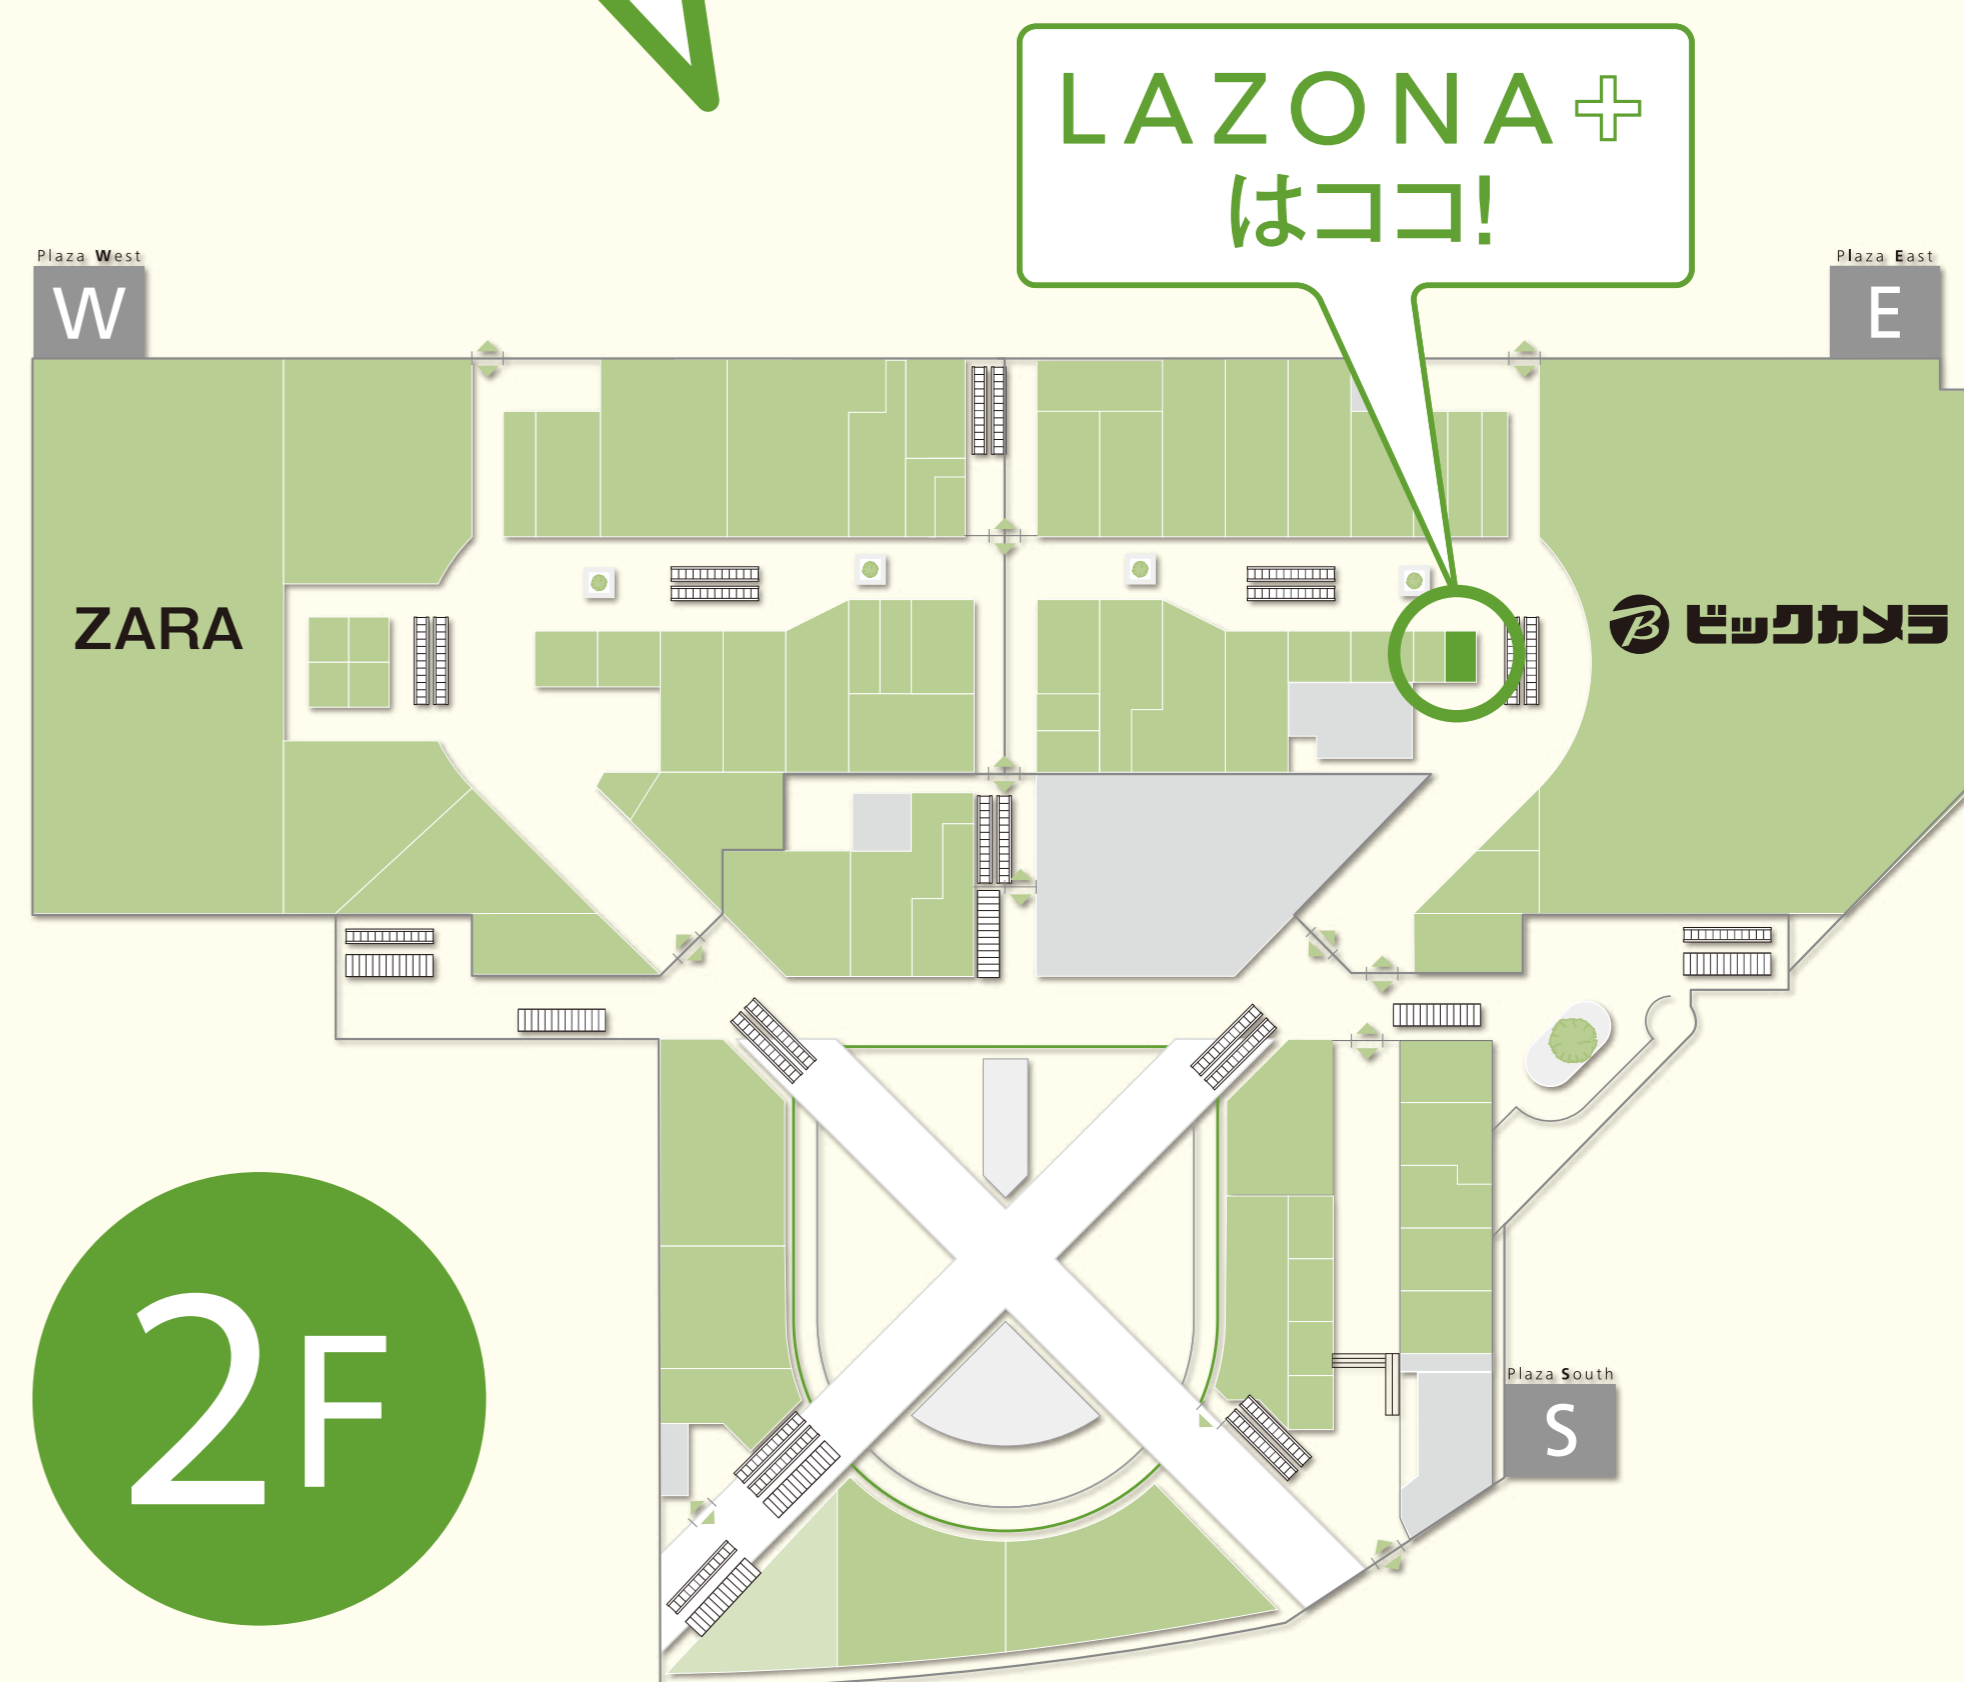 LAZONA+
はココ!
Plaza West
W
Plaza East
E
ZARA
ビックカメラ
2F
Plaza South
S